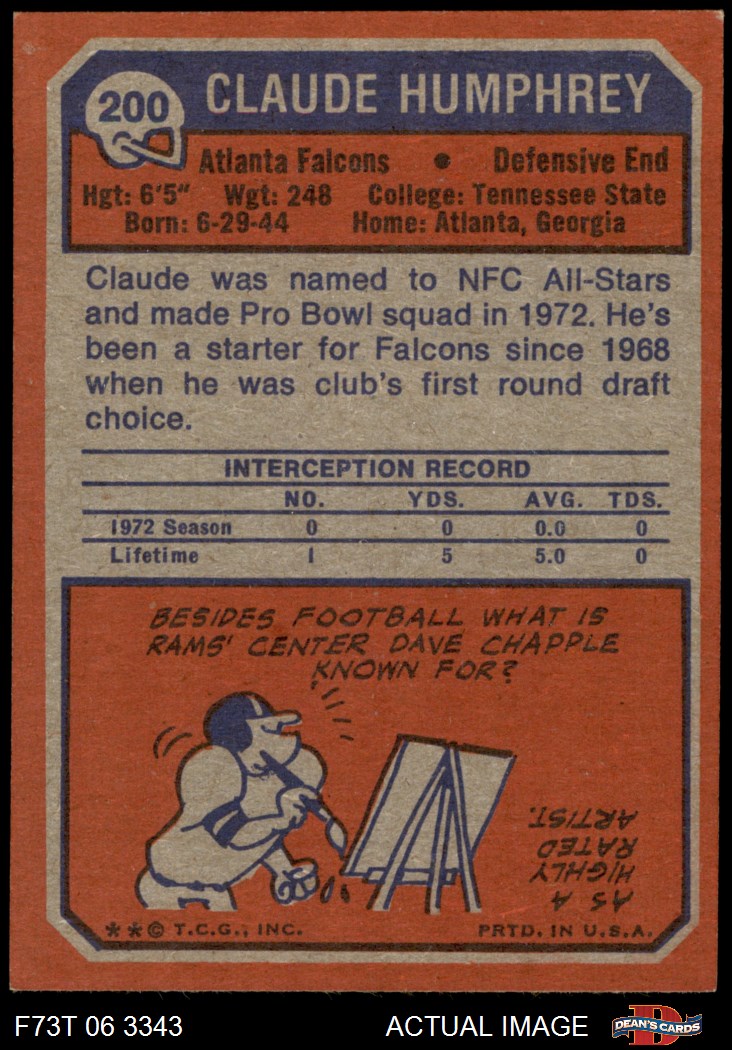 200 CLAUDE HUMPHREY
Atlanta Falcons • Defensive End
Hgt: 6'5" Wgt: 248 College: Tennessee State
Born: 6-29-44 Home: Atlanta, Georgia
Claude was named to NFC All-Stars
and made Pro Bowl squad in 1972. He's
been a starter for Falcons since 1968
when he was club's first round draft
choice.
INTERCEPTION RECORD
NO. YDS. AVG. TDS.
1972 Season 0 0 0.0 0
Lifetime 1 5 5.0 0
BESIDES FOOTBALL WHAT IS
RAMS' CENTER DAVE CHAPPLE
KNOWN FOR?
AS A
HIGHLY
RATED
ARTIST.
**© T.C.G., INC. PRTD. IN U.S.A.
F73T 06 3343 ACTUAL IMAGE D DEAN'S CARDS